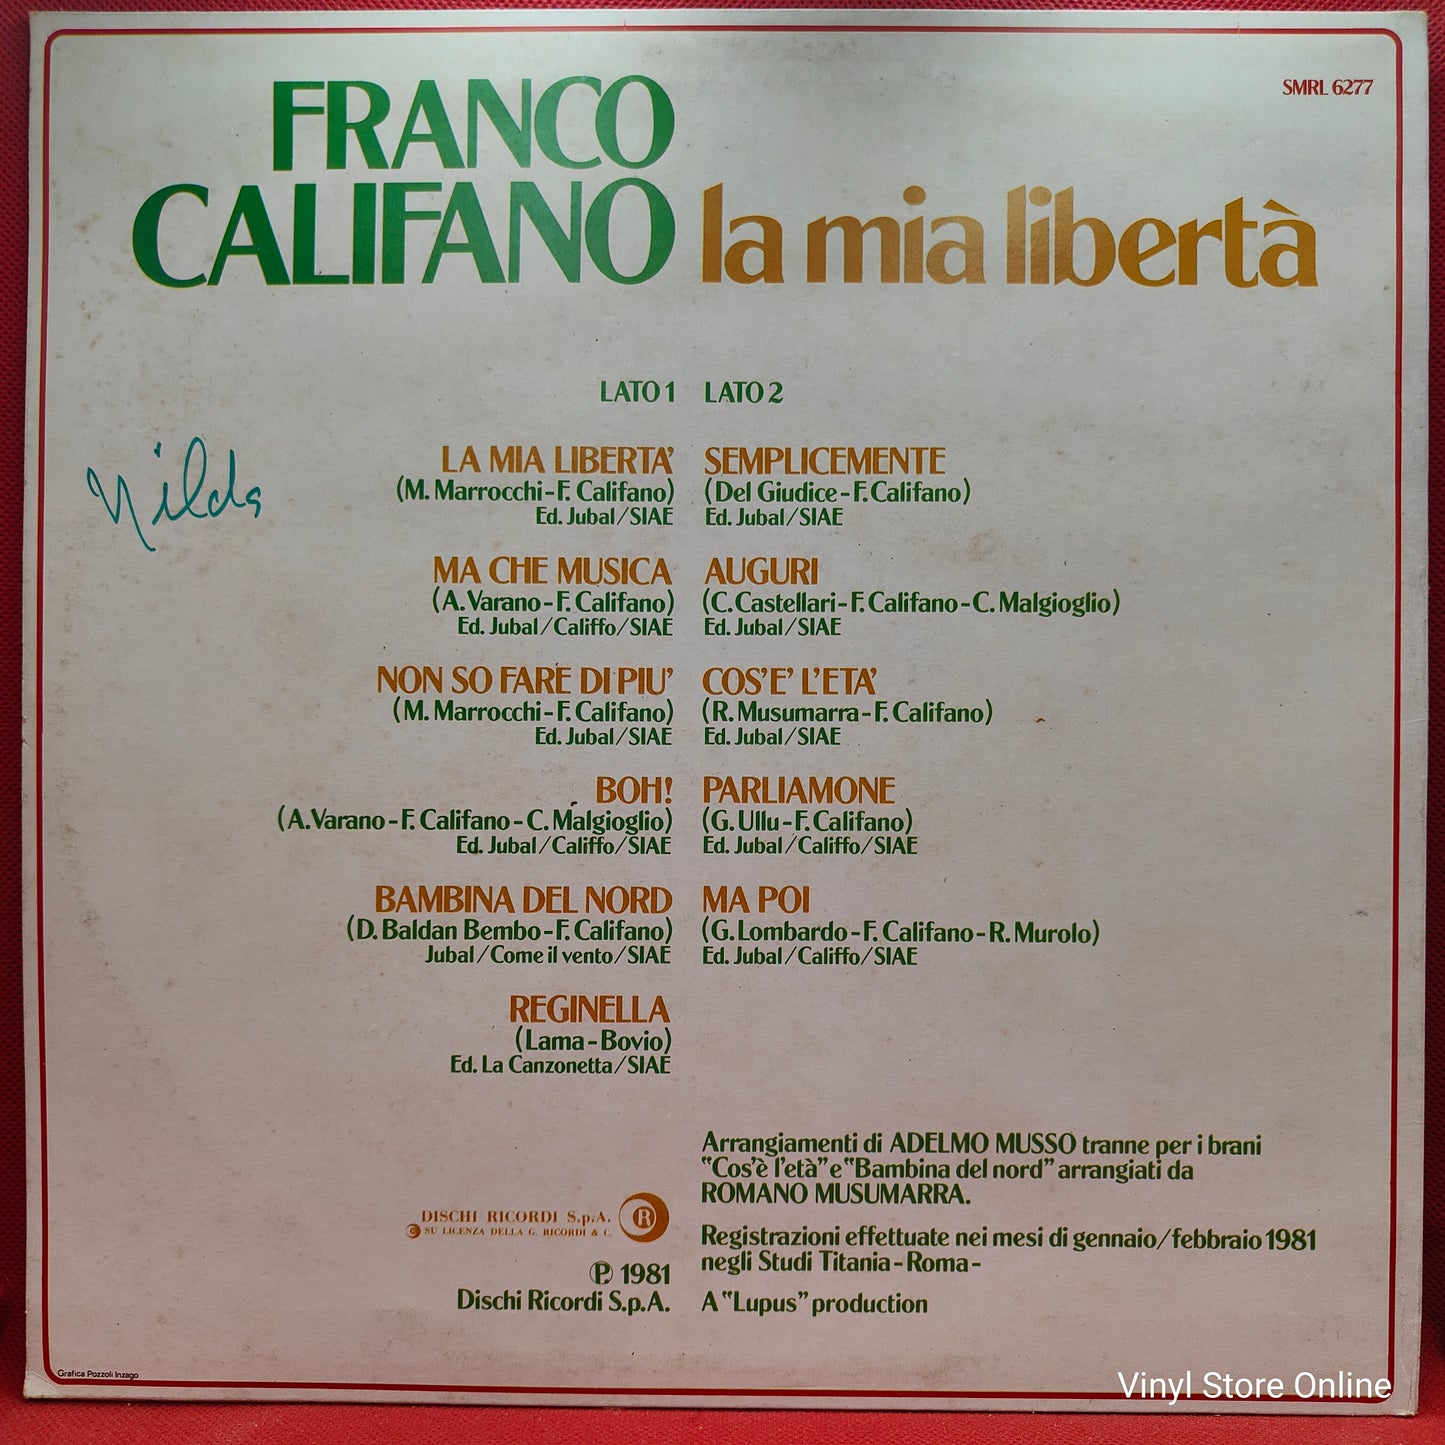 SMRL 6277
FRANCO
CALIFANO la mia libertà
LATO 1
LA MIA LIBERTA'
(M. Marrocchi-F. Califano)
Ed. Jubal/SIAE
MA CHE MUSICA
(A. Varano-F. Califano)
Ed. Jubal/Califfo/SIAE
NON SO FARE DI PIU'
(M. Marrocchi-F. Califano)
Ed. Jubal/SIAE
BOH!
(A. Varano-F. Califano-C. Malgioglio)
Ed. Jubal/Califfo/SIAE
BAMBINA DEL NORD
(D. Baldan Bembo-F. Califano)
Jubal/Come il vento/SIAE
REGINELLA
(Lama-Bovio)
Ed. La Canzonetta/SIAE
LATO 2
SEMPLICEMENTE
(Del Giudice-F. Califano)
Ed. Jubal/SIAE
AUGURI
(C. Castellari-F. Califano-C. Malgioglio)
Ed. Jubal/SIAE
COS'E' L'ETA'
(R. Musumarra-F. Califano)
Ed. Jubal/SIAE
PARLIAMONE
(G. Ullu-F. Califano)
Ed. Jubal/Califfo/SIAE
MA POI
(G. Lombardo-F. Califano-R. Murolo)
Ed. Jubal/Califfo/SIAE
Nilda
Arrangiamenti di ADELMO MUSSO tranne per i brani
"Cos'è l'età" e "Bambina del nord" arrangiati da
ROMANO MUSUMARRA.
Registrazioni effettuate nei mesi di gennaio/febbraio 1981
negli Studi Titania-Roma-
A "Lupus" production
DISCHI RICORDI S.p.A. R
G SU LICENZA DELLA G. RICORDI & C.
℗ 1981
Dischi Ricordi S.p.A.
Grafica Pozzoli Inzago
Vinyl Store Online